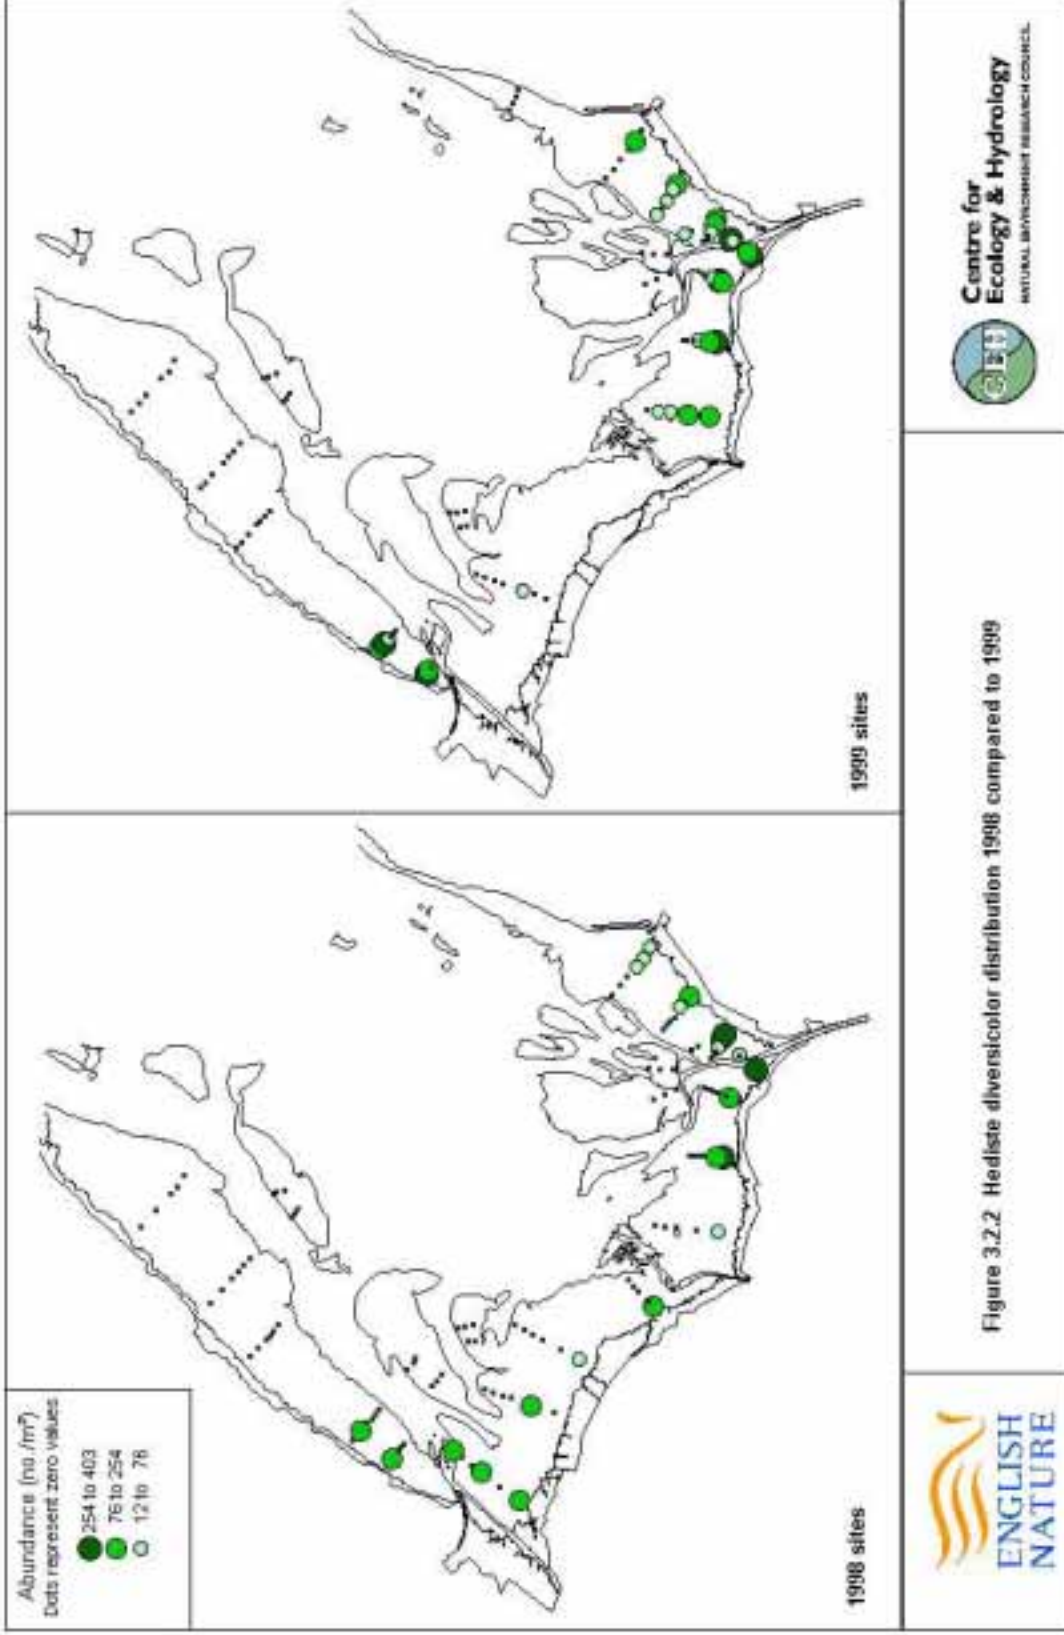 Abundance (no./m²)
Dots represent zero values
254 to 403
76 to 254
12 to 76
1998 sites
1999 sites
ENGLISH
NATURE
Figure 3.2.2 Hediste diversicolor distribution 1998 compared to 1999
CEH
Centre for
Ecology & Hydrology
NATURAL ENVIRONMENT RESEARCH COUNCIL